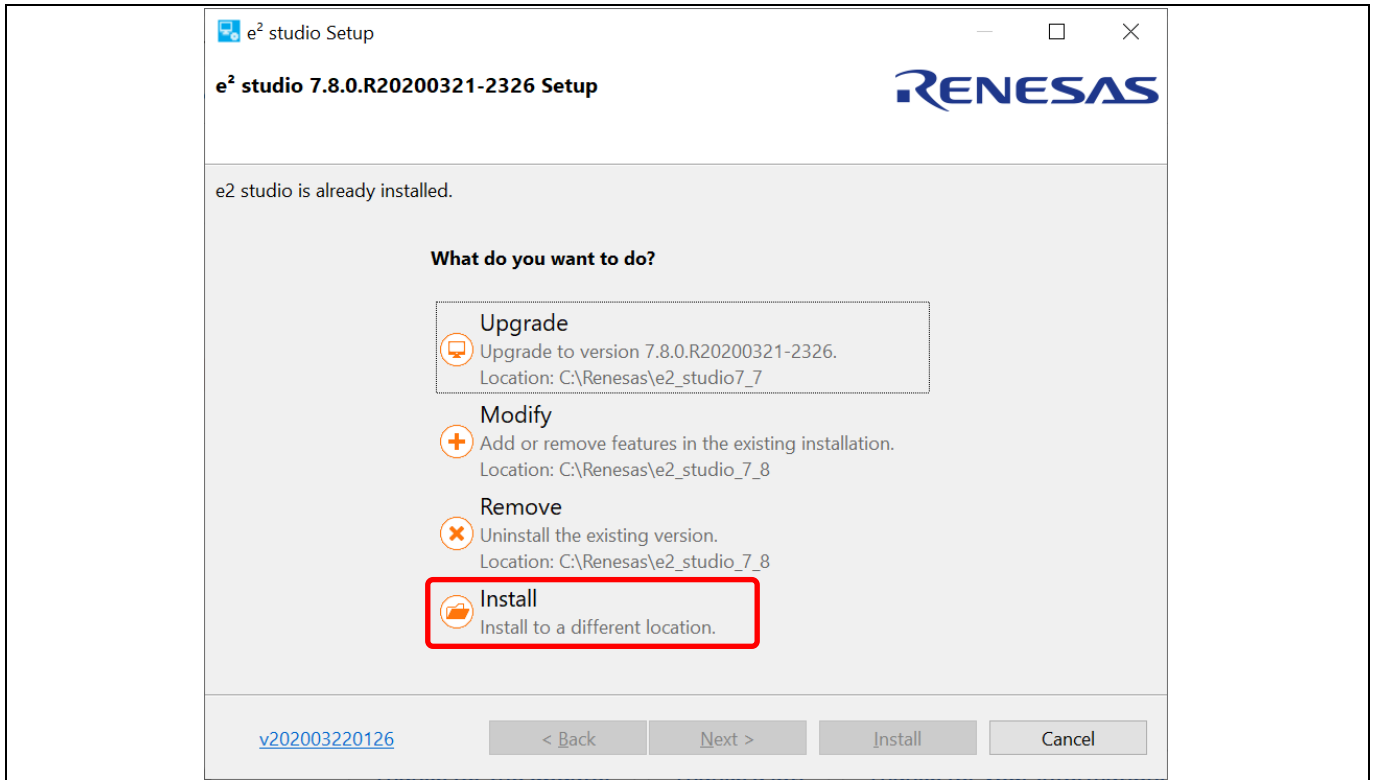 e² studio Setup
e² studio 7.8.0.R20200321-2326 Setup
RENESAS
e2 studio is already installed.
What do you want to do?
Upgrade
Upgrade to version 7.8.0.R20200321-2326.
Location: C:\Renesas\e2_studio7_7
Modify
Add or remove features in the existing installation.
Location: C:\Renesas\e2_studio_7_8
Remove
Uninstall the existing version.
Location: C:\Renesas\e2_studio_7_8
Install
Install to a different location.
v202003220126
< Back
Next >
Install
Cancel